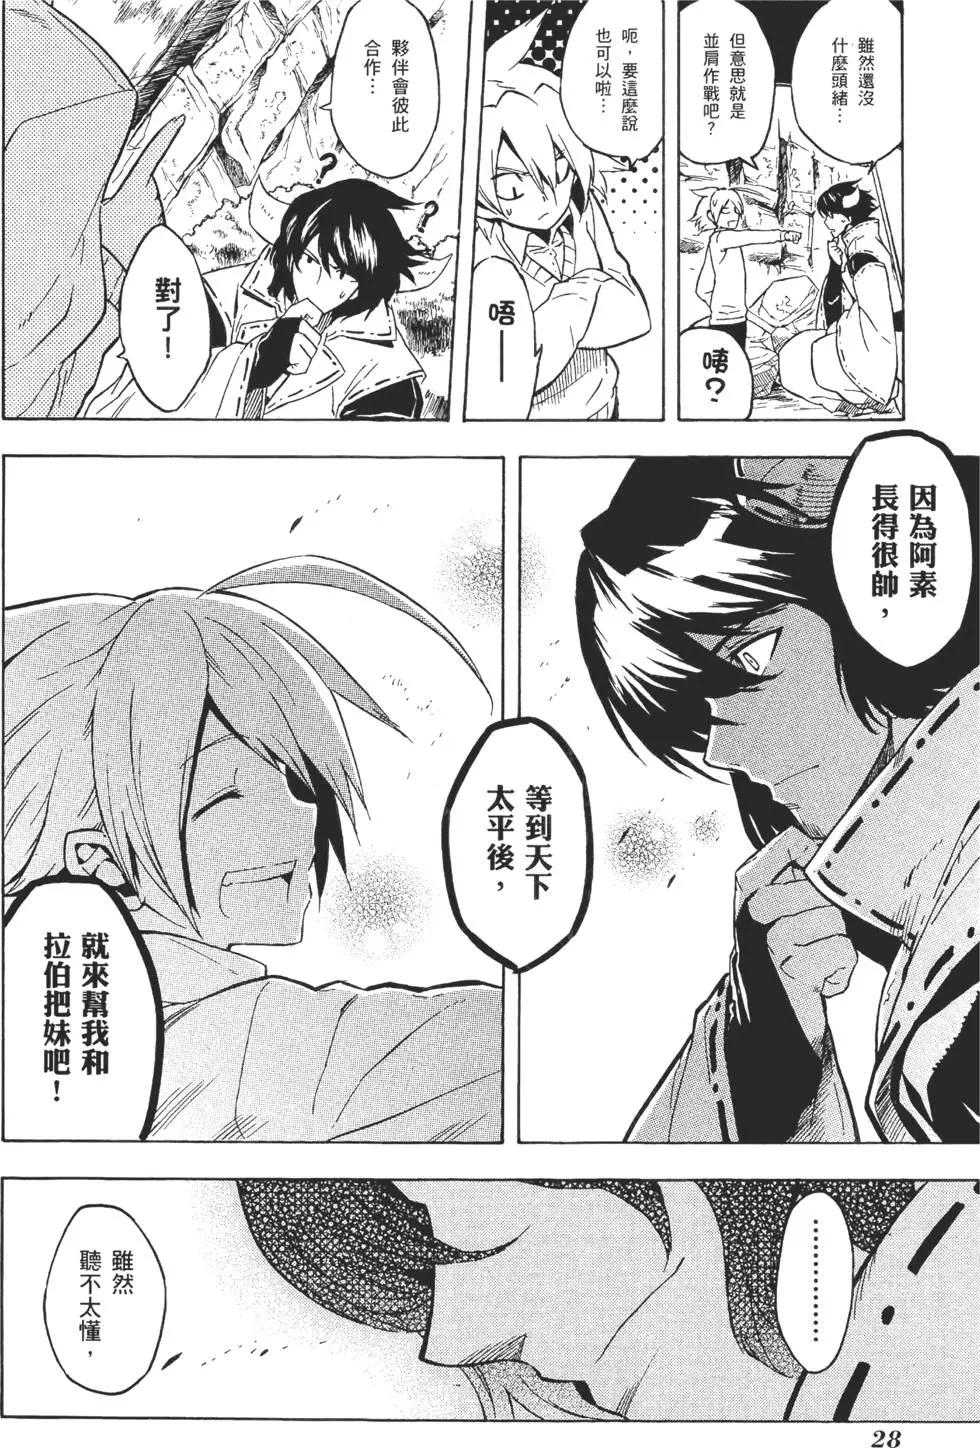 雖然還沒
什麼頭緒…
但意思就是
並肩作戰吧？
咦？
呃，要這麼說
也可以啦…
唔——
夥伴會彼此
合作…
？
？
對了！
因為阿素
長得很帥，
等到天下
太平後，
就來幫我和
拉伯把妹吧！
…………
雖然
聽不太懂，
28